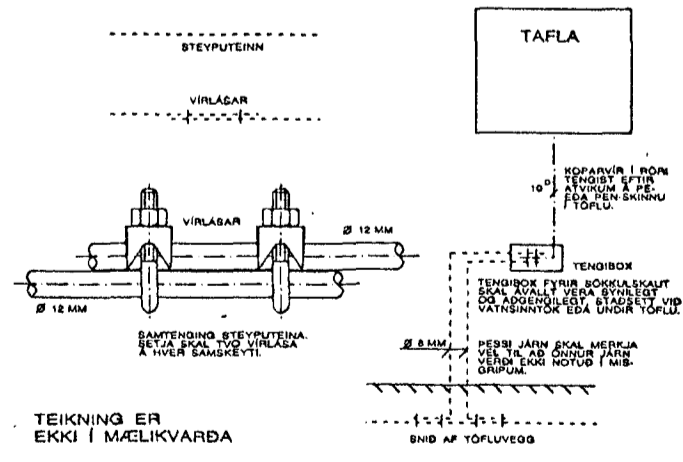 STEYPUTEINN
VÍRLÁSAR
VÍRLÁSAR
Ø 12 MM
Ø 12 MM
SAMTENGING STEYPUTEINA.
SETJA SKAL TVO VÍRLÁSA
Á HVER SAMSKEYTI.
TEIKNING ER
EKKI Í MÆLIKVARÐA
TAFLA
KOPARVÍR Í RÖRI
TENGIST EFTIR
ATVIKUM Á PE-
EÐA PEN-SKINNU
Í TÖFLU.
TENGIBOX
TENGIBOX FYRIR SÖKKULSKAUT
SKAL ÁVALLT VERA SÝNILEGT
OG AÐGENGILEGT, STAÐSETT VIÐ
VATNSINNTÖK EÐA UNDIR TÖFLU.
Ø 8 MM
ÞESSI JÁRN SKAL MERKJA
VEL TIL AÐ ÖNNUR JÁRN
VERÐI EKKI NOTUÐ Í MIS-
GRIPUM.
SNIÐ AF TÖFLUVEGG